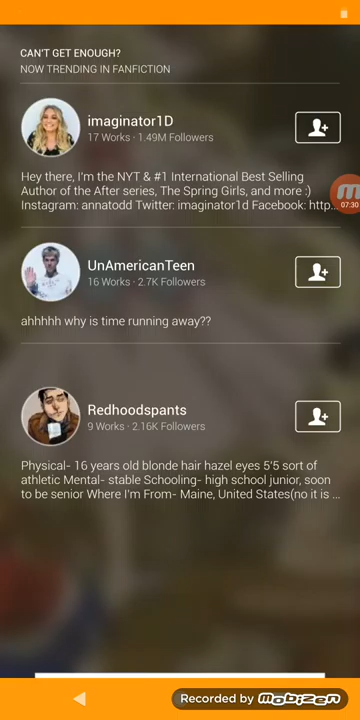 CAN'T GET ENOUGH?
NOW TRENDING IN FANFICTION
imaginator1D
17 Works · 1.49M Followers
Hey there, I'm the NYT & #1 International Best Selling
Author of the After series, The Spring Girls, and more :)
Instagram: annatodd Twitter: imaginator1d Facebook: http...
07:30
UnAmericanTeen
16 Works · 2.7K Followers
ahhhhh why is time running away??
Redhoodspants
9 Works · 2.16K Followers
Physical- 16 years old blonde hair hazel eyes 5'5 sort of
athletic Mental- stable Schooling- high school junior, soon
to be senior Where I'm From- Maine, United States(no it is ...
Recorded by mobizen